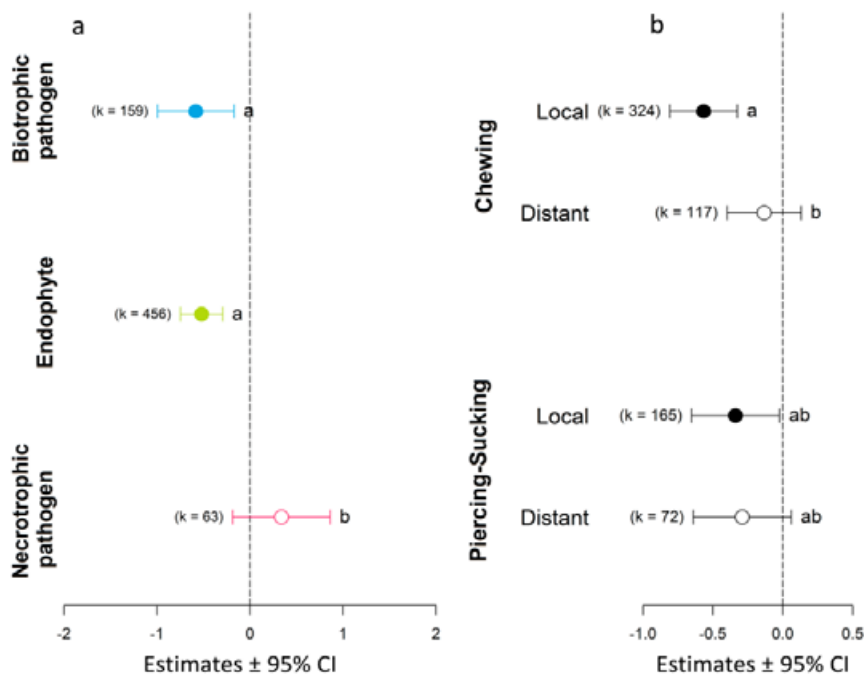 a
Biotrophic
pathogen
(k = 159)
a
Endophyte
(k = 456)
a
Necrotrophic
pathogen
(k = 63)
b
-2
-1
0
1
2
Estimates ± 95% CI
b
Chewing
Local
(k = 324)
a
Distant
(k = 117)
b
Piercing-Sucking
Local
(k = 165)
ab
Distant
(k = 72)
ab
-1.0
-0.5
0.0
0.5
Estimates ± 95% CI